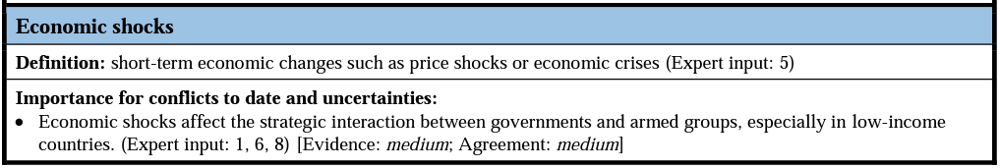 Economic shocks
Definition: short-term economic changes such as price shocks or economic crises (Expert input: 5)
Importance for conflicts to date and uncertainties:
• Economic shocks affect the strategic interaction between governments and armed groups, especially in low-income
countries. (Expert input: 1, 6, 8) [Evidence: medium; Agreement: medium]